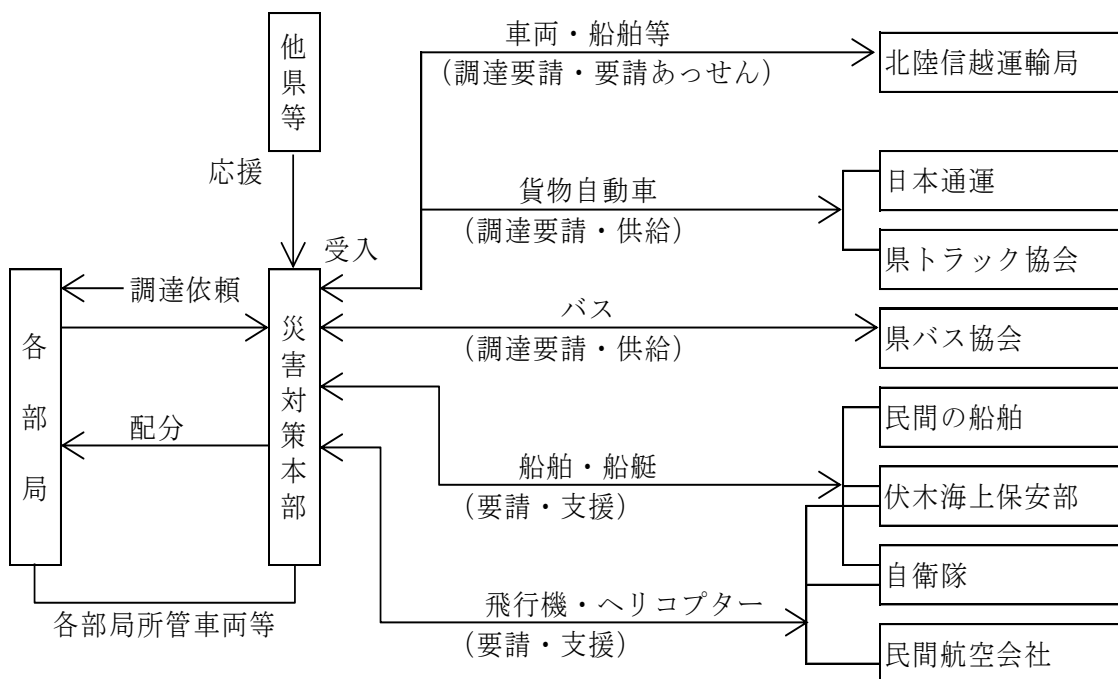 他県等
車両・船舶等
(調達要請・要請あっせん)
北陸信越運輸局
応援
貨物自動車
(調達要請・供給)
日本通運
県トラック協会
受入
各部局
調達依頼
災害対策本部
バス
(調達要請・供給)
県バス協会
配分
船舶・船艇
(要請・支援)
民間の船舶
伏木海上保安部
自衛隊
各部局所管車両等
飛行機・ヘリコプター
(要請・支援)
民間航空会社